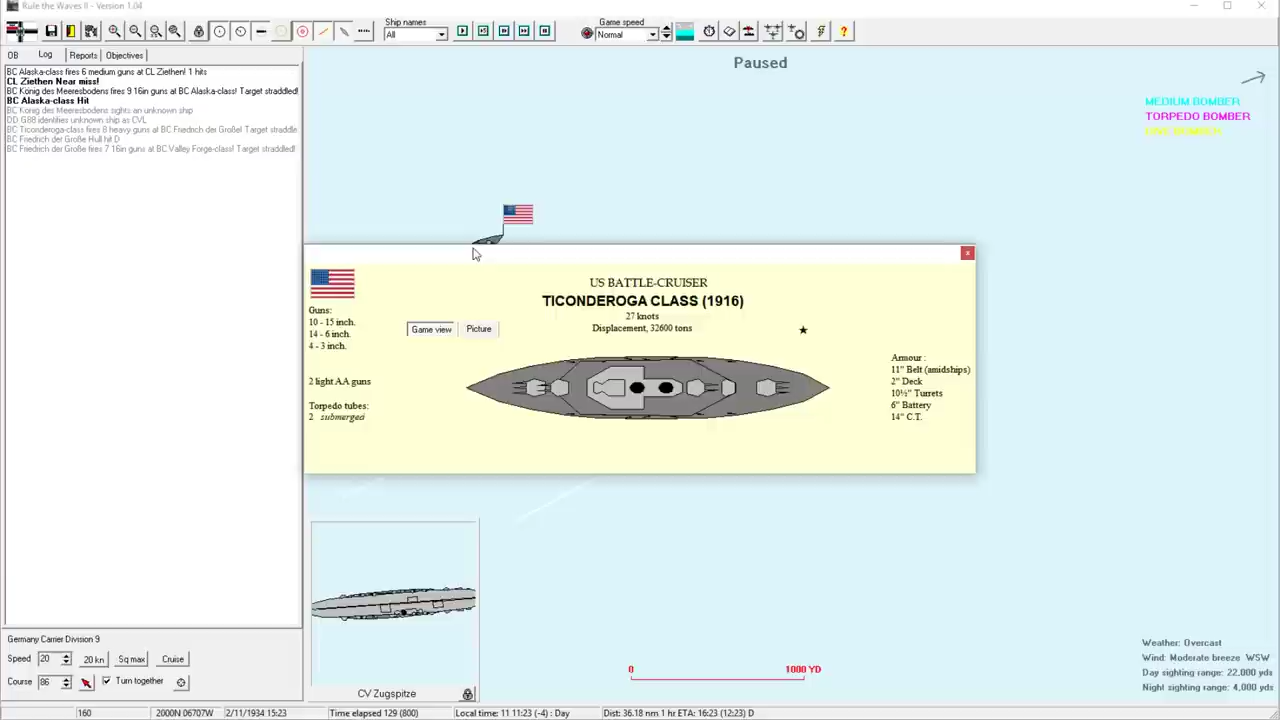 Rule the Waves II - Version 1.04
Ship names
All
Game speed
Normal
OB
Log
Reports
Objectives
BC Alaska-class fires 6 medium guns at CL Ziethen! 1 hits
CL Ziethen Near miss!
BC König des Meeresbodens fires 9 16in guns at BC Alaska-class! Target straddled!
BC Alaska-class Hit
BC König des Meeresbodens sights an unknown ship
DD G88 identifies unknown ship as CVL
BC Ticonderoga-class fires 8 heavy guns at BC Friedrich der Große! Target straddle
BC Friedrich der Große Hull hit D
BC Friedrich der Große fires 7 16in guns at BC Valley Forge-class! Target straddled!
Paused
MEDIUM BOMBER
TORPEDO BOMBER
DIVE BOMBER
US BATTLE-CRUISER
TICONDEROGA CLASS (1916)
27 knots
Displacement, 32600 tons
Guns:
10 - 15 inch.
14 - 6 inch.
4 - 3 inch.
2 light AA guns
Torpedo tubes:
2 submerged
Game view
Picture
Armour :
11" Belt (amidships)
2" Deck
10½" Turrets
6" Battery
14" C.T.
CV Zugspitze
0
1000 YD
Weather: Overcast
Wind: Moderate breeze WSW
Day sighting range: 22,000 yds
Night sighting range: 4,000 yds
Germany Carrier Division 9
Speed
20
20 kn
Sq max
Cruise
Course
86
Turn together
160
2000N 06707W
2/11/1934 15:23
Time elapsed 129 (800)
Local time: 11 11:23 (-4) : Day
Dist: 36.18 nm 1 hr ETA: 16:23 (12:23) D